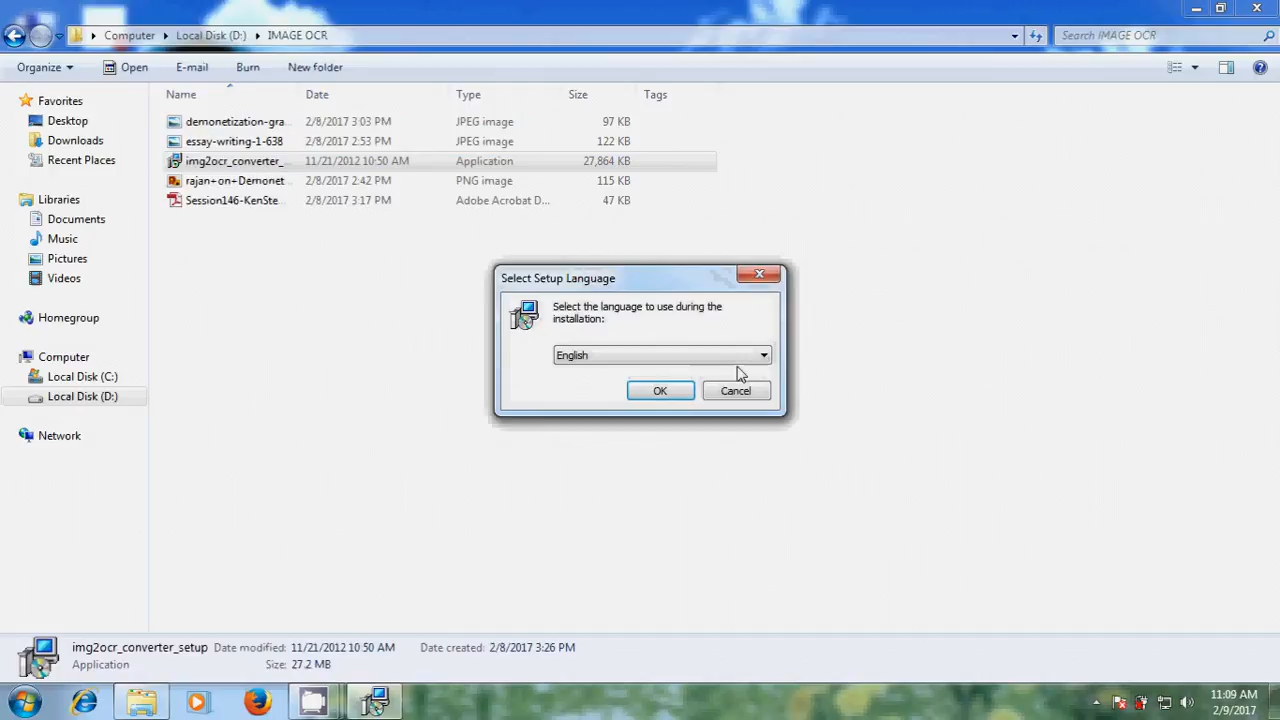 Computer Local Disk (D:) IMAGE OCR
Search IMAGE OCR
Organize Open E-mail Burn New folder
Name Date Type Size Tags
demonetization-gra... 2/8/2017 3:03 PM JPEG image 97 KB
essay-writing-1-638 2/8/2017 2:53 PM JPEG image 122 KB
img2ocr_converter_... 11/21/2012 10:50 AM Application 27,864 KB
rajan+on+Demonet... 2/8/2017 2:42 PM PNG image 115 KB
Session146-KenSte... 2/8/2017 3:17 PM Adobe Acrobat D... 47 KB
Favorites
Desktop
Downloads
Recent Places
Libraries
Documents
Music
Pictures
Videos
Homegroup
Computer
Local Disk (C:)
Local Disk (D:)
Network
Select Setup Language
Select the language to use during the
installation:
English
OK Cancel
img2ocr_converter_setup Date modified: 11/21/2012 10:50 AM Date created: 2/8/2017 3:26 PM
Application Size: 27.2 MB
11:09 AM
2/9/2017